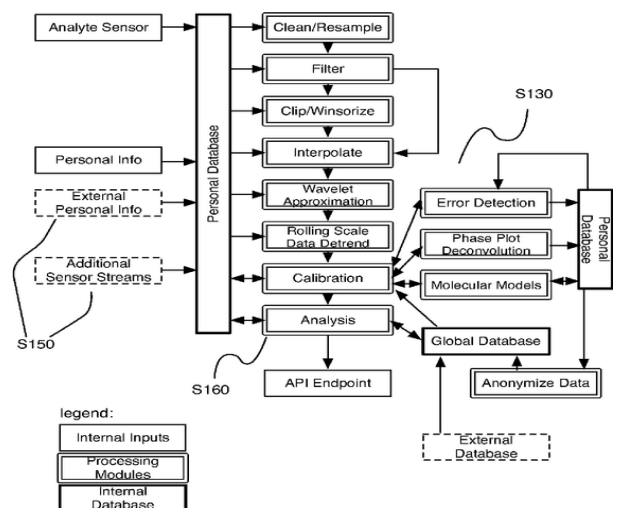 Analyte Sensor
Clean/Resample
Filter
S130
Clip/Winsorize
Personal Database
Personal Info
Interpolate
External
Personal Info
Wavelet
Approximation
Error Detection
Personal
Database
Rolling Scale
Data Detrend
Phase Plot
Deconvolution
Additional
Sensor Streams
Calibration
Molecular Models
Analysis
Global Database
S150
S160
API Endpoint
Anonymize Data
legend:
Internal Inputs
External
Database
Processing
Modules
Internal
Database